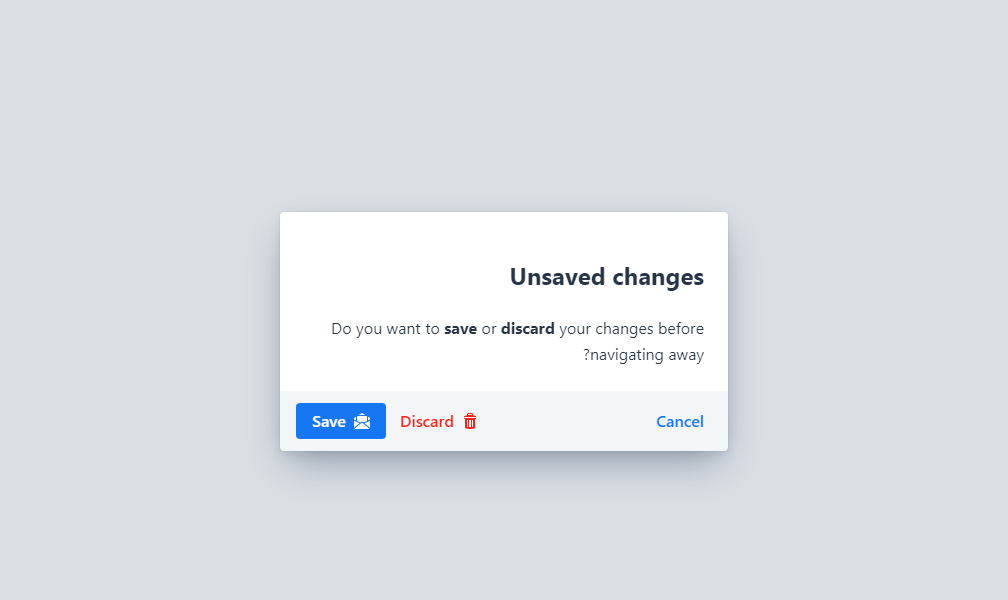 Unsaved changes
Do you want to save or discard your changes before
?navigating away
Save
Discard
Cancel